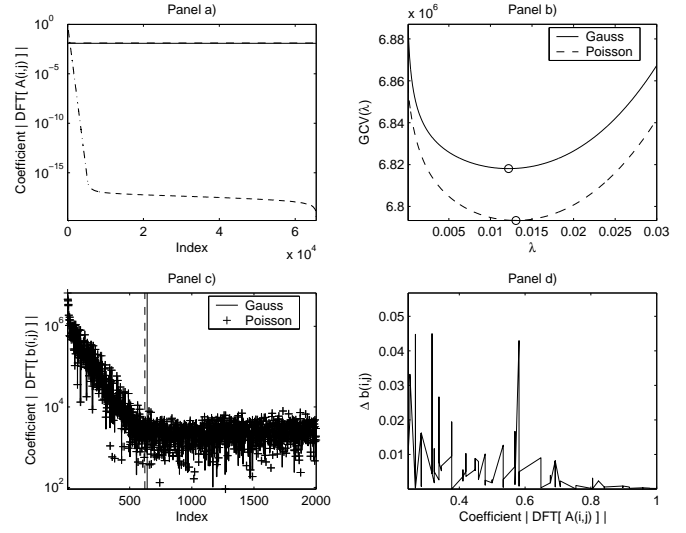 Panel a)
Coefficient | DFT[ A(i,j) ] |
10^0
10^-5
10^-10
10^-15
0 2 4 6
Index
x 10^4
Panel b)
x 10^6
GCV(λ)
6.88
6.86
6.84
6.82
6.8
Gauss
Poisson
0.005 0.01 0.015 0.02 0.025 0.03
λ
Panel c)
Coefficient | DFT[ b(i,j) ] |
10^6
10^4
10^2
Gauss
Poisson
500 1000 1500 2000
Index
Panel d)
Δ b(i,j)
0.05
0.04
0.03
0.02
0.01
0.4 0.6 0.8 1
Coefficient | DFT[ A(i,j) ] |